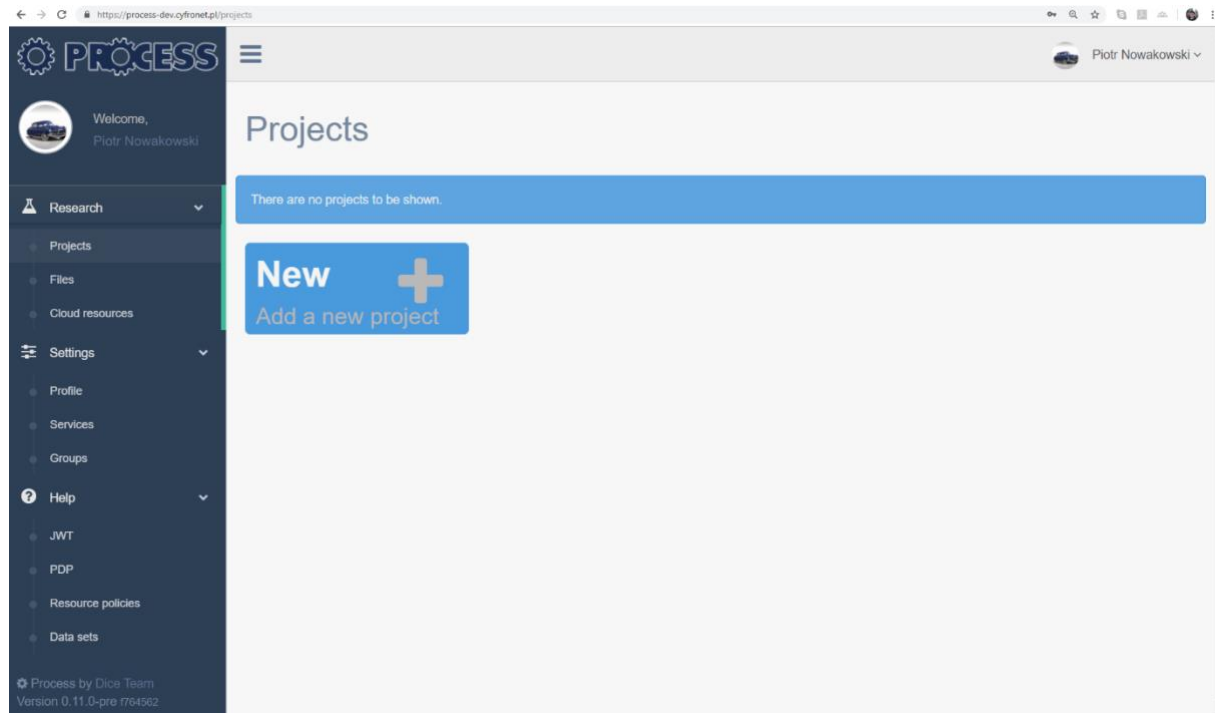 https://process-dev.cyfronet.pl/projects
PROCESS
Piotr Nowakowski
Welcome,
Piotr Nowakowski
Projects
There are no projects to be shown.
New
Add a new project
Research
Projects
Files
Cloud resources
Settings
Profile
Services
Groups
Help
JWT
PDP
Resource policies
Data sets
Process by Dice Team
Version 0.11.0-pre f764562